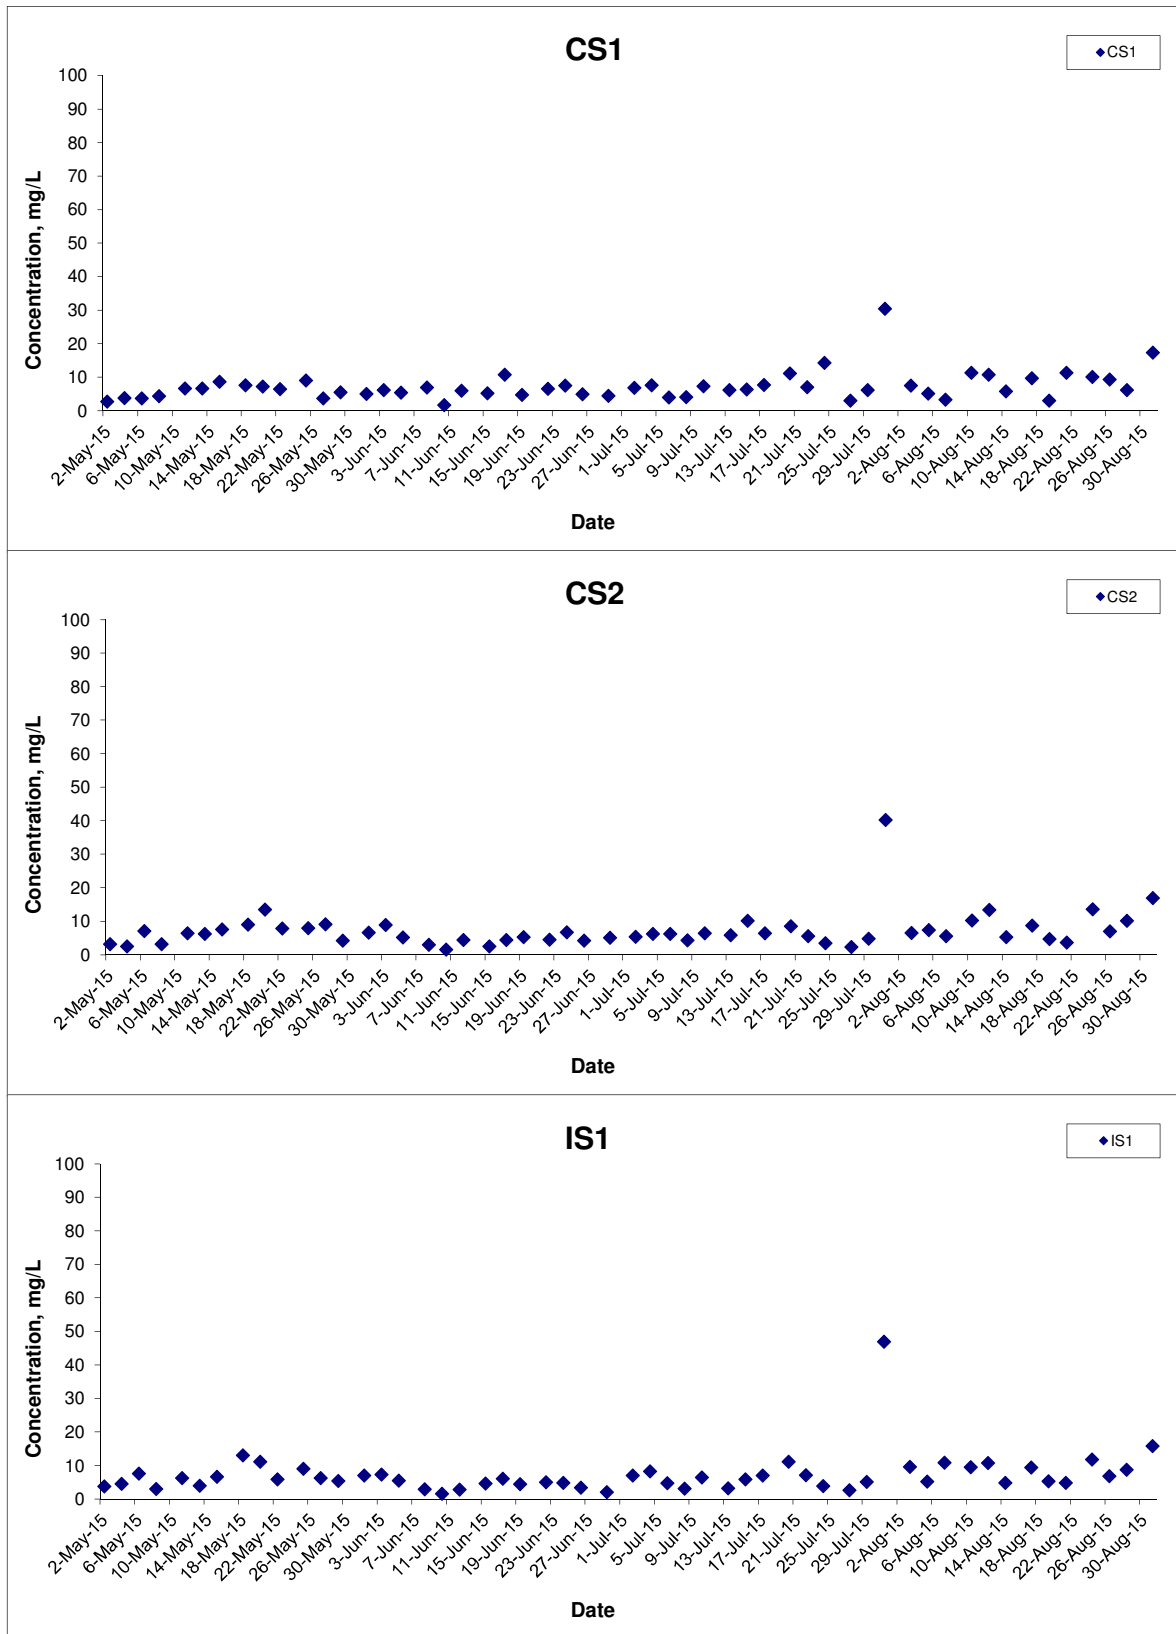 CS1
CS1
Concentration, mg/L
100
90
80
70
60
50
40
30
20
10
0
2-May-15
6-May-15
10-May-15
14-May-15
18-May-15
22-May-15
26-May-15
30-May-15
3-Jun-15
7-Jun-15
11-Jun-15
15-Jun-15
19-Jun-15
23-Jun-15
27-Jun-15
1-Jul-15
5-Jul-15
9-Jul-15
13-Jul-15
17-Jul-15
21-Jul-15
25-Jul-15
29-Jul-15
2-Aug-15
6-Aug-15
10-Aug-15
14-Aug-15
18-Aug-15
22-Aug-15
26-Aug-15
30-Aug-15
Date
CS2
CS2
Concentration, mg/L
100
90
80
70
60
50
40
30
20
10
0
2-May-15
6-May-15
10-May-15
14-May-15
18-May-15
22-May-15
26-May-15
30-May-15
3-Jun-15
7-Jun-15
11-Jun-15
15-Jun-15
19-Jun-15
23-Jun-15
27-Jun-15
1-Jul-15
5-Jul-15
9-Jul-15
13-Jul-15
17-Jul-15
21-Jul-15
25-Jul-15
29-Jul-15
2-Aug-15
6-Aug-15
10-Aug-15
14-Aug-15
18-Aug-15
22-Aug-15
26-Aug-15
30-Aug-15
Date
IS1
IS1
Concentration, mg/L
100
90
80
70
60
50
40
30
20
10
0
2-May-15
6-May-15
10-May-15
14-May-15
18-May-15
22-May-15
26-May-15
30-May-15
3-Jun-15
7-Jun-15
11-Jun-15
15-Jun-15
19-Jun-15
23-Jun-15
27-Jun-15
1-Jul-15
5-Jul-15
9-Jul-15
13-Jul-15
17-Jul-15
21-Jul-15
25-Jul-15
29-Jul-15
2-Aug-15
6-Aug-15
10-Aug-15
14-Aug-15
18-Aug-15
22-Aug-15
26-Aug-15
30-Aug-15
Date